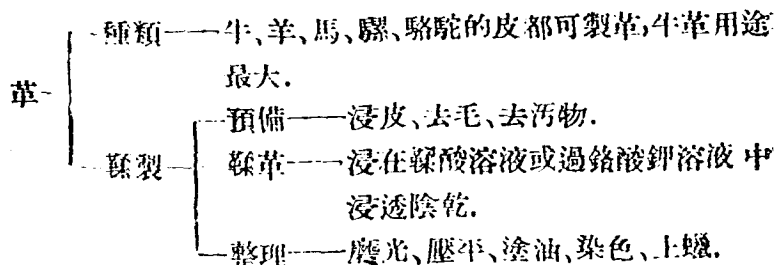 種類——牛、羊、馬、騾、駱駝的皮都可製革,牛革用途
最大.
革
預備——浸皮、去毛、去汚物.
鞣製
鞣革——浸在鞣酸溶液或過鉻酸鉀溶液中
浸透陰乾.
整理——磨光、壓平、塗油、染色、上蠟.